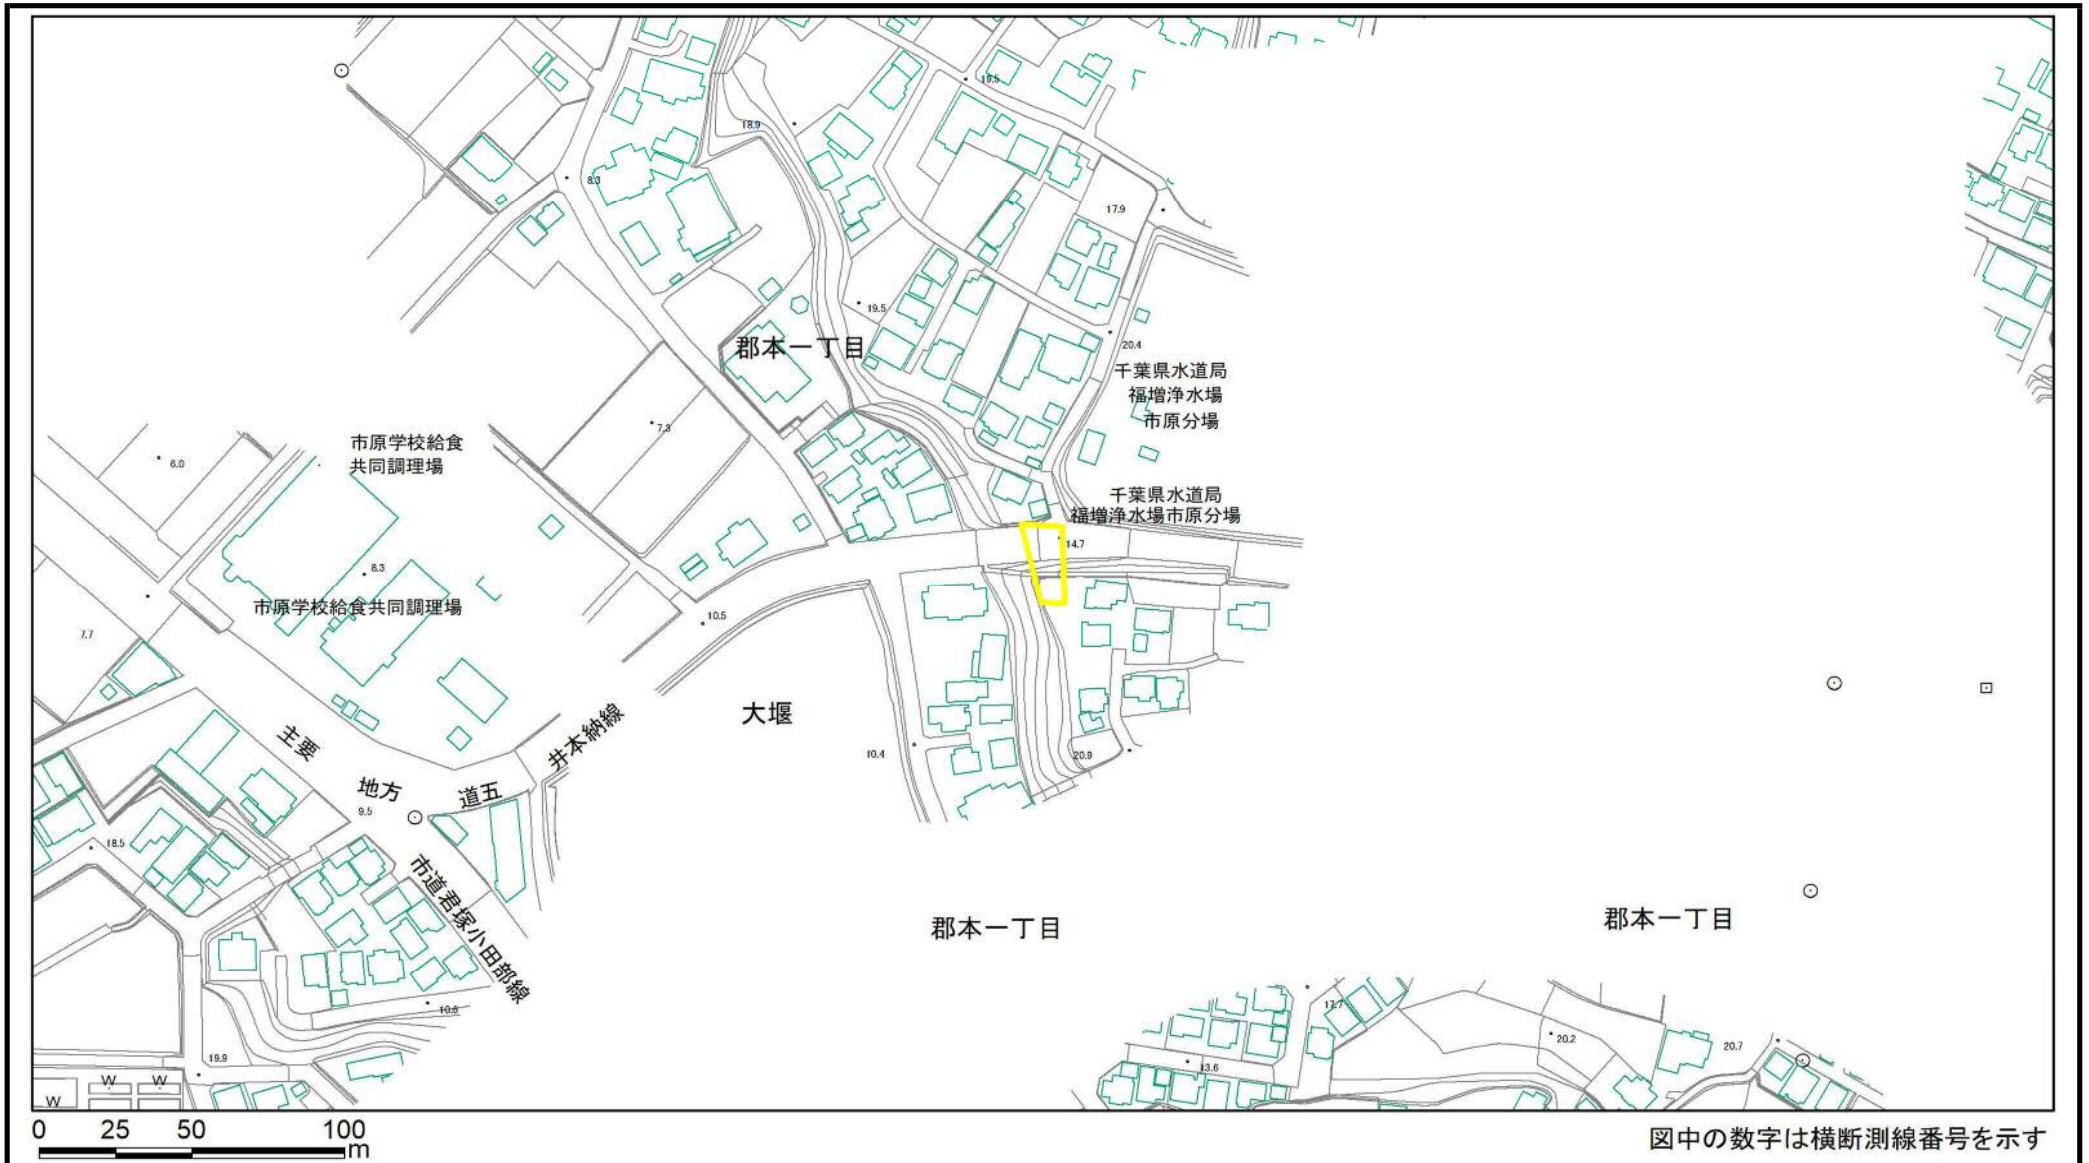 19.5
18.9
8.3
17.9
19.5
20.4
郡本一丁目
千葉県水道局
福増浄水場
市原分場
7.3
市原学校給食
共同調理場
6.0
千葉県水道局
福増浄水場市原分場
14.7
8.3
市原学校給食共同調理場
10.5
7.7
大堰
主要
地方
道五
井本納線
10.4
20.9
9.5
18.5
市道君塚小田部線
郡本一丁目
郡本一丁目
10.6
17.7
20.2
20.7
19.9
13.6
W
W
W
0 25 50 100
m
図中の数字は横断測線番号を示す